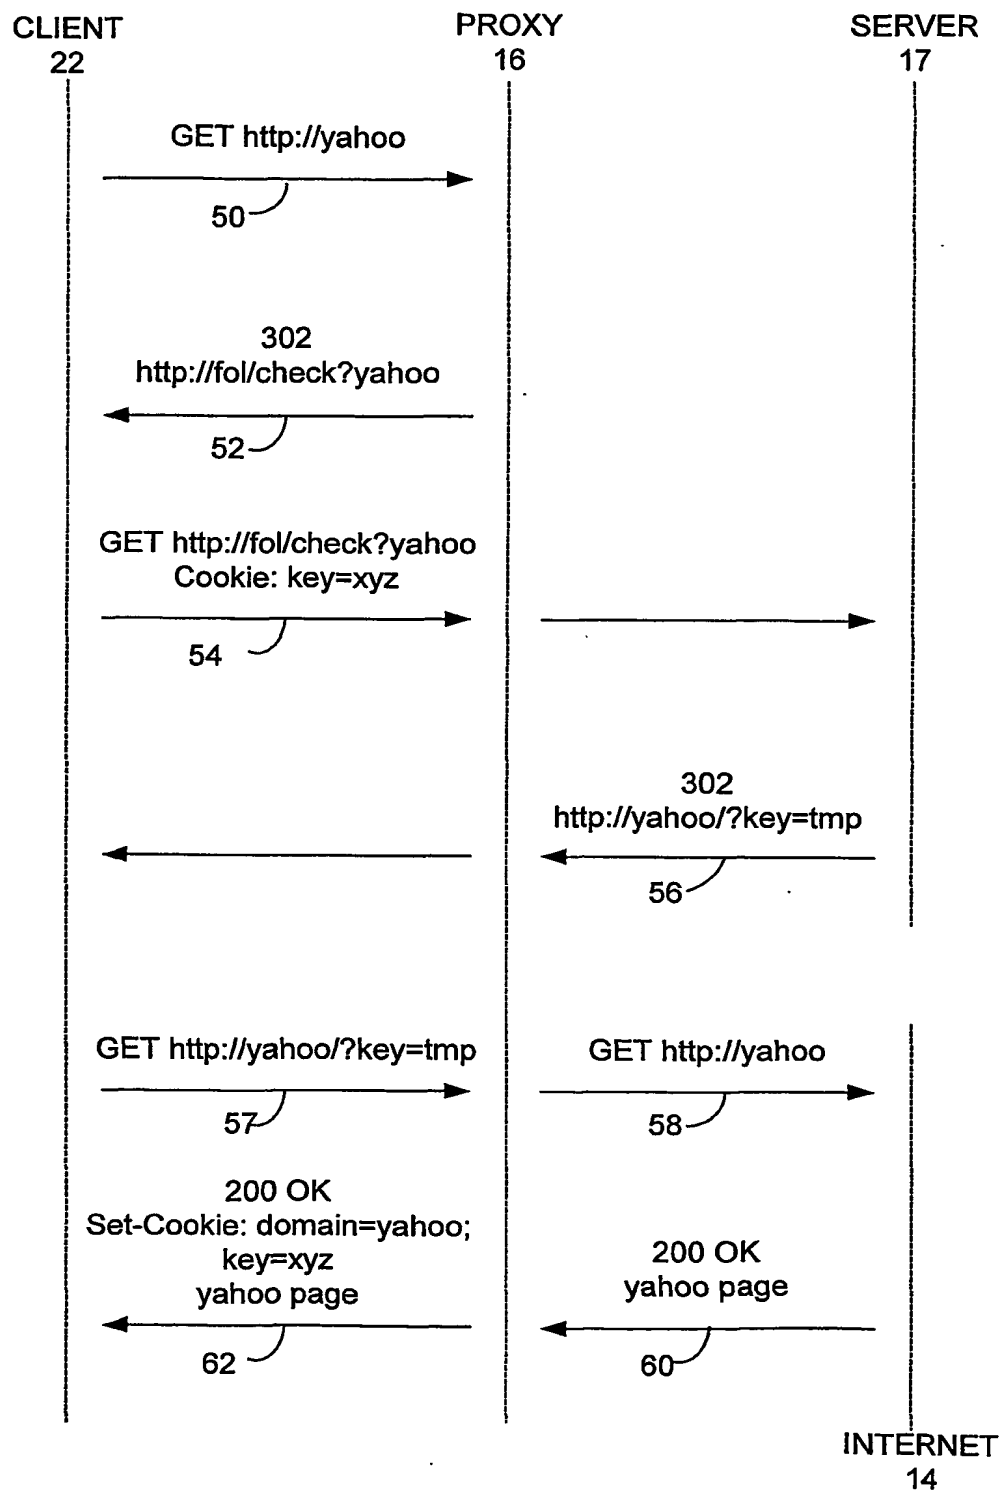 CLIENT
22
PROXY
16
SERVER
17
GET http://yahoo
50
302
http://fol/check?yahoo
52
GET http://fol/check?yahoo
Cookie: key=xyz
54
302
http://yahoo/?key=tmp
56
GET http://yahoo/?key=tmp
57
GET http://yahoo
58
200 OK
Set-Cookie: domain=yahoo;
key=xyz
yahoo page
62
200 OK
yahoo page
60
INTERNET
14